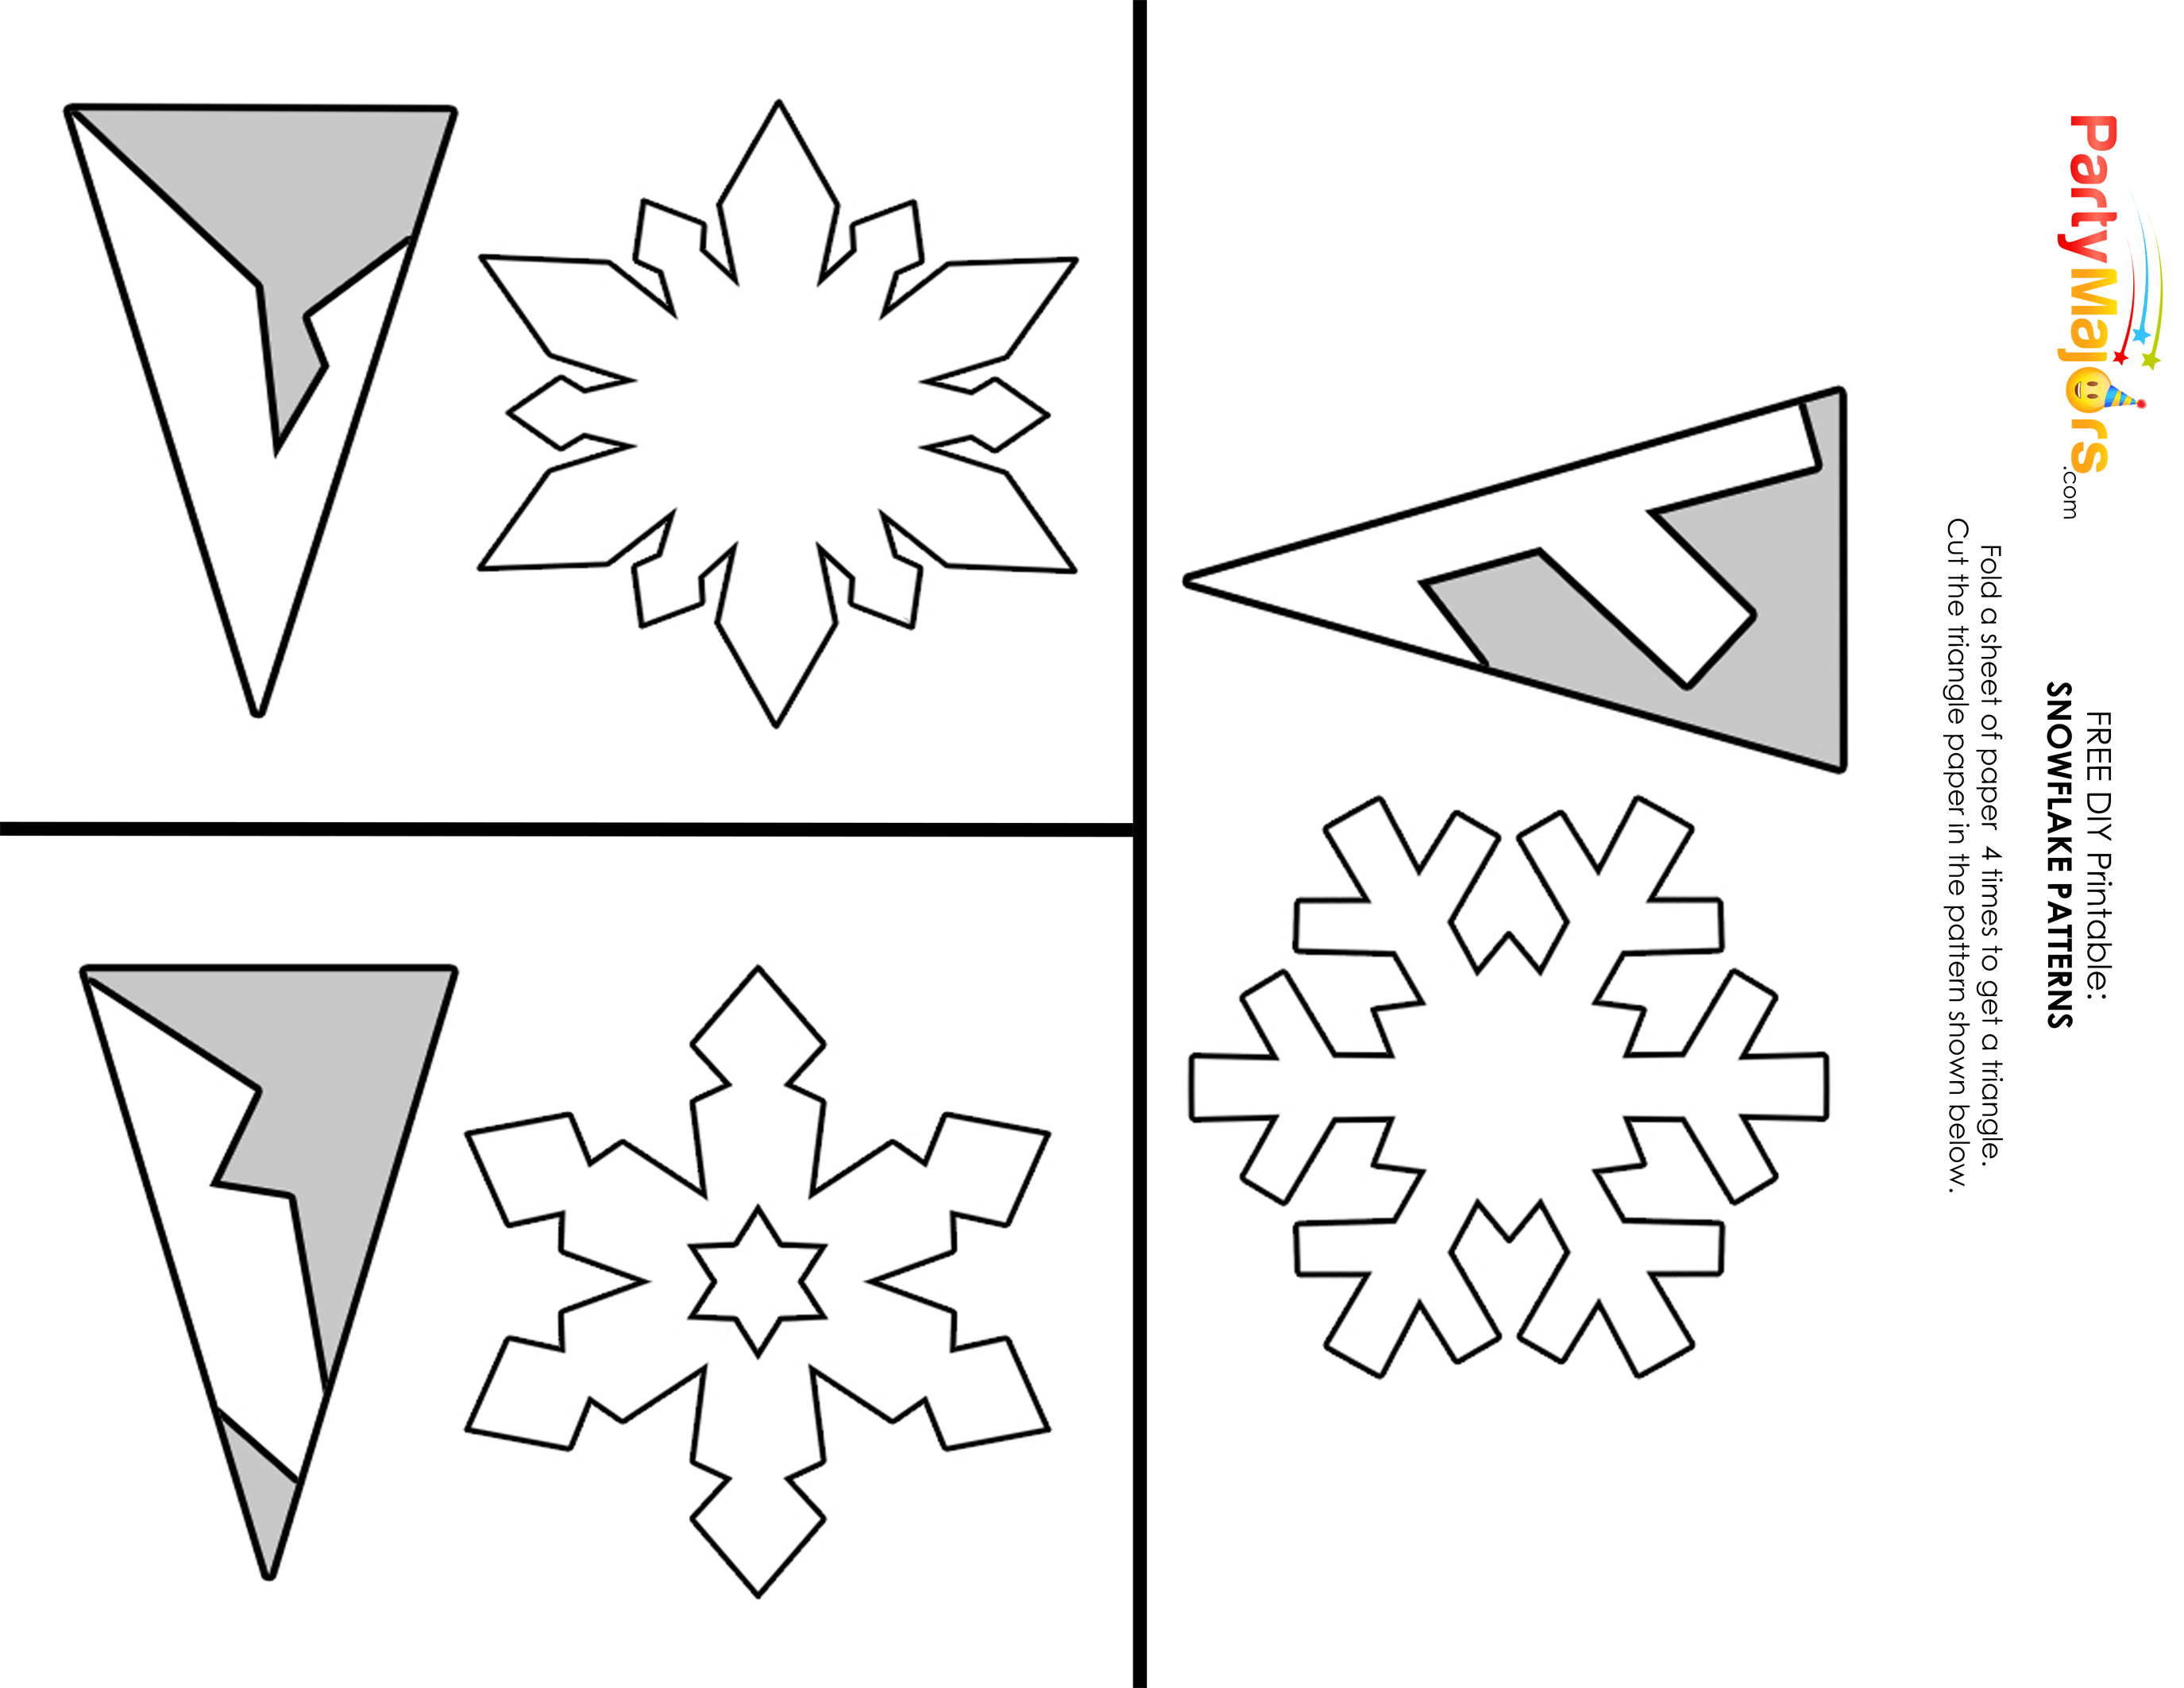 PartyMajors
.com
FREE DIY Printable:
SNOWFLAKE PATTERNS
Fold a sheet of paper 4 times to get a triangle.
Cut the triangle paper in the pattern shown below.